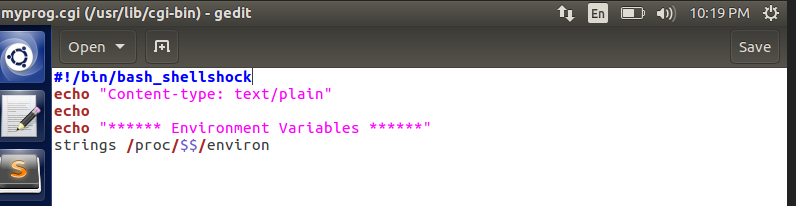 myprog.cgi (/usr/lib/cgi-bin) - gedit
En
10:19 PM
Open
Save
#!/bin/bash_shellshock
echo "Content-type: text/plain"
echo
echo "****** Environment Variables ******"
strings /proc/$$/environ
S